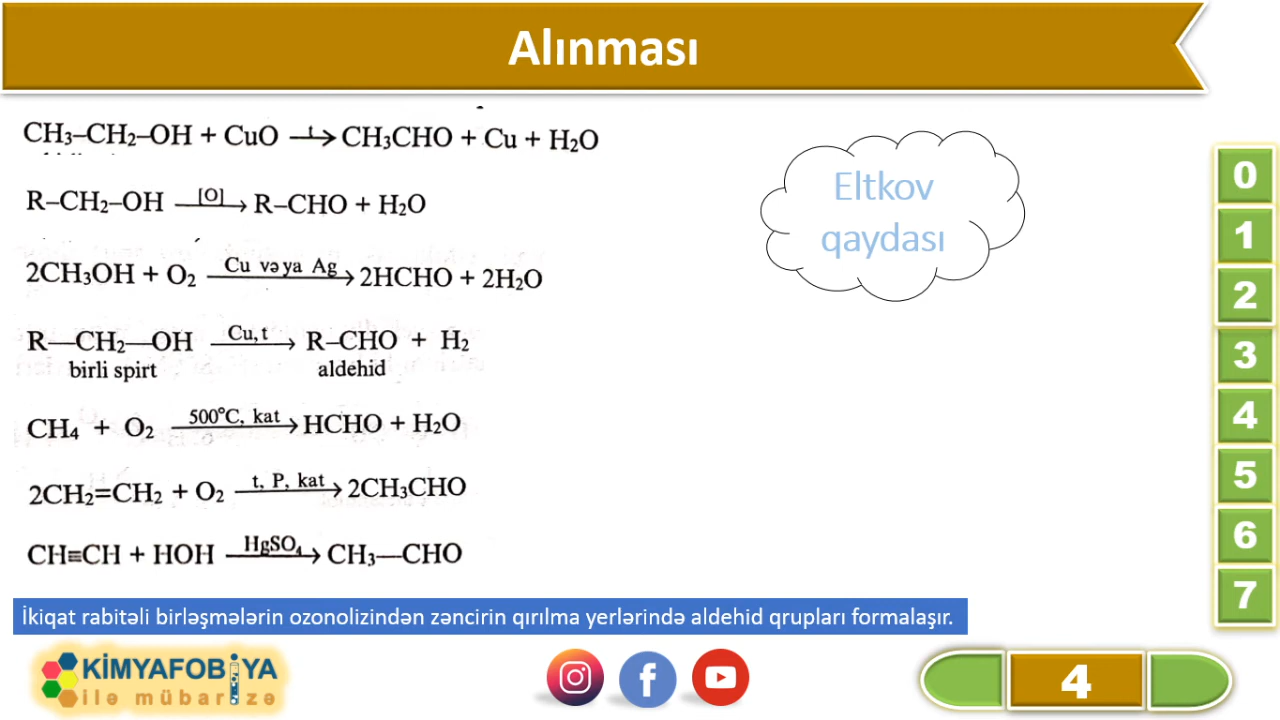 Alınması
CH₃–CH₂–OH + CuO —t→ CH₃CHO + Cu + H₂O
R–CH₂–OH —[O]→ R–CHO + H₂O
2CH₃OH + O₂ —Cu və ya Ag→ 2HCHO + 2H₂O
R—CH₂—OH —Cu, t→ R–CHO + H₂
birli spirt aldehid
CH₄ + O₂ —500°C, kat→ HCHO + H₂O
2CH₂=CH₂ + O₂ —t, P, kat→ 2CH₃CHO
CH≡CH + HOH —HgSO₄→ CH₃—CHO
Eltkov
qaydası
İkiqat rabitəli birləşmələrin ozonolizindən zəncirin qırılma yerlərində aldehid qrupları formalaşır.
0
1
2
3
4
5
6
7
KİMYAFOBİYA
ilə mübarizə
f
4